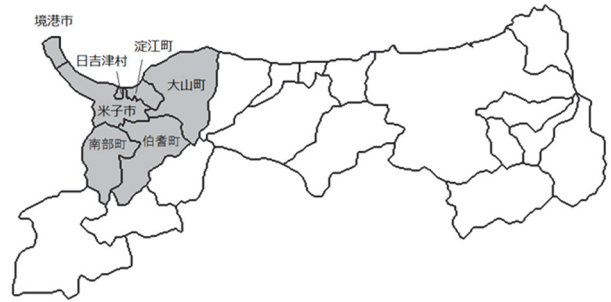 境港市
淀江町
日吉津村
大山町
米子市
南部町
伯耆町